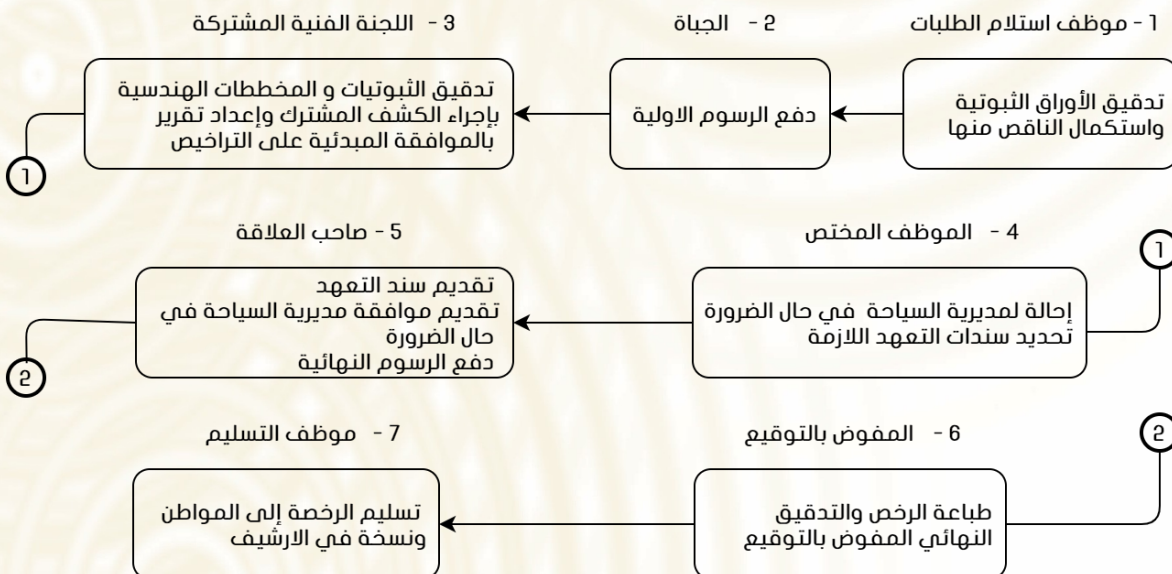 1 - موظف استلام الطلبات
تدقيق الأوراق الثبوتية
واستكمال الناقص منها
2 - الجباة
دفع الرسوم الاولية
3 - اللجنة الفنية المشتركة
تدقيق الثبوتيات و المخططات الهندسية
بإجراء الكشف المشترك وإعداد تقرير
بالموافقة المبدئية على التراخيص
1
1
4 - الموظف المختص
إحالة لمديرية السياحة في حال الضرورة
تحديد سندات التعهد اللازمة
5 - صاحب العلاقة
تقديم سند التعهد
تقديم موافقة مديرية السياحة في
حال الضرورة
دفع الرسوم النهائية
2
2
6 - المفوض بالتوقيع
طباعة الرخص والتدقيق
النهائي المفوض بالتوقيع
7 - موظف التسليم
تسليم الرخصة إلى المواطن
ونسخة في الارشيف